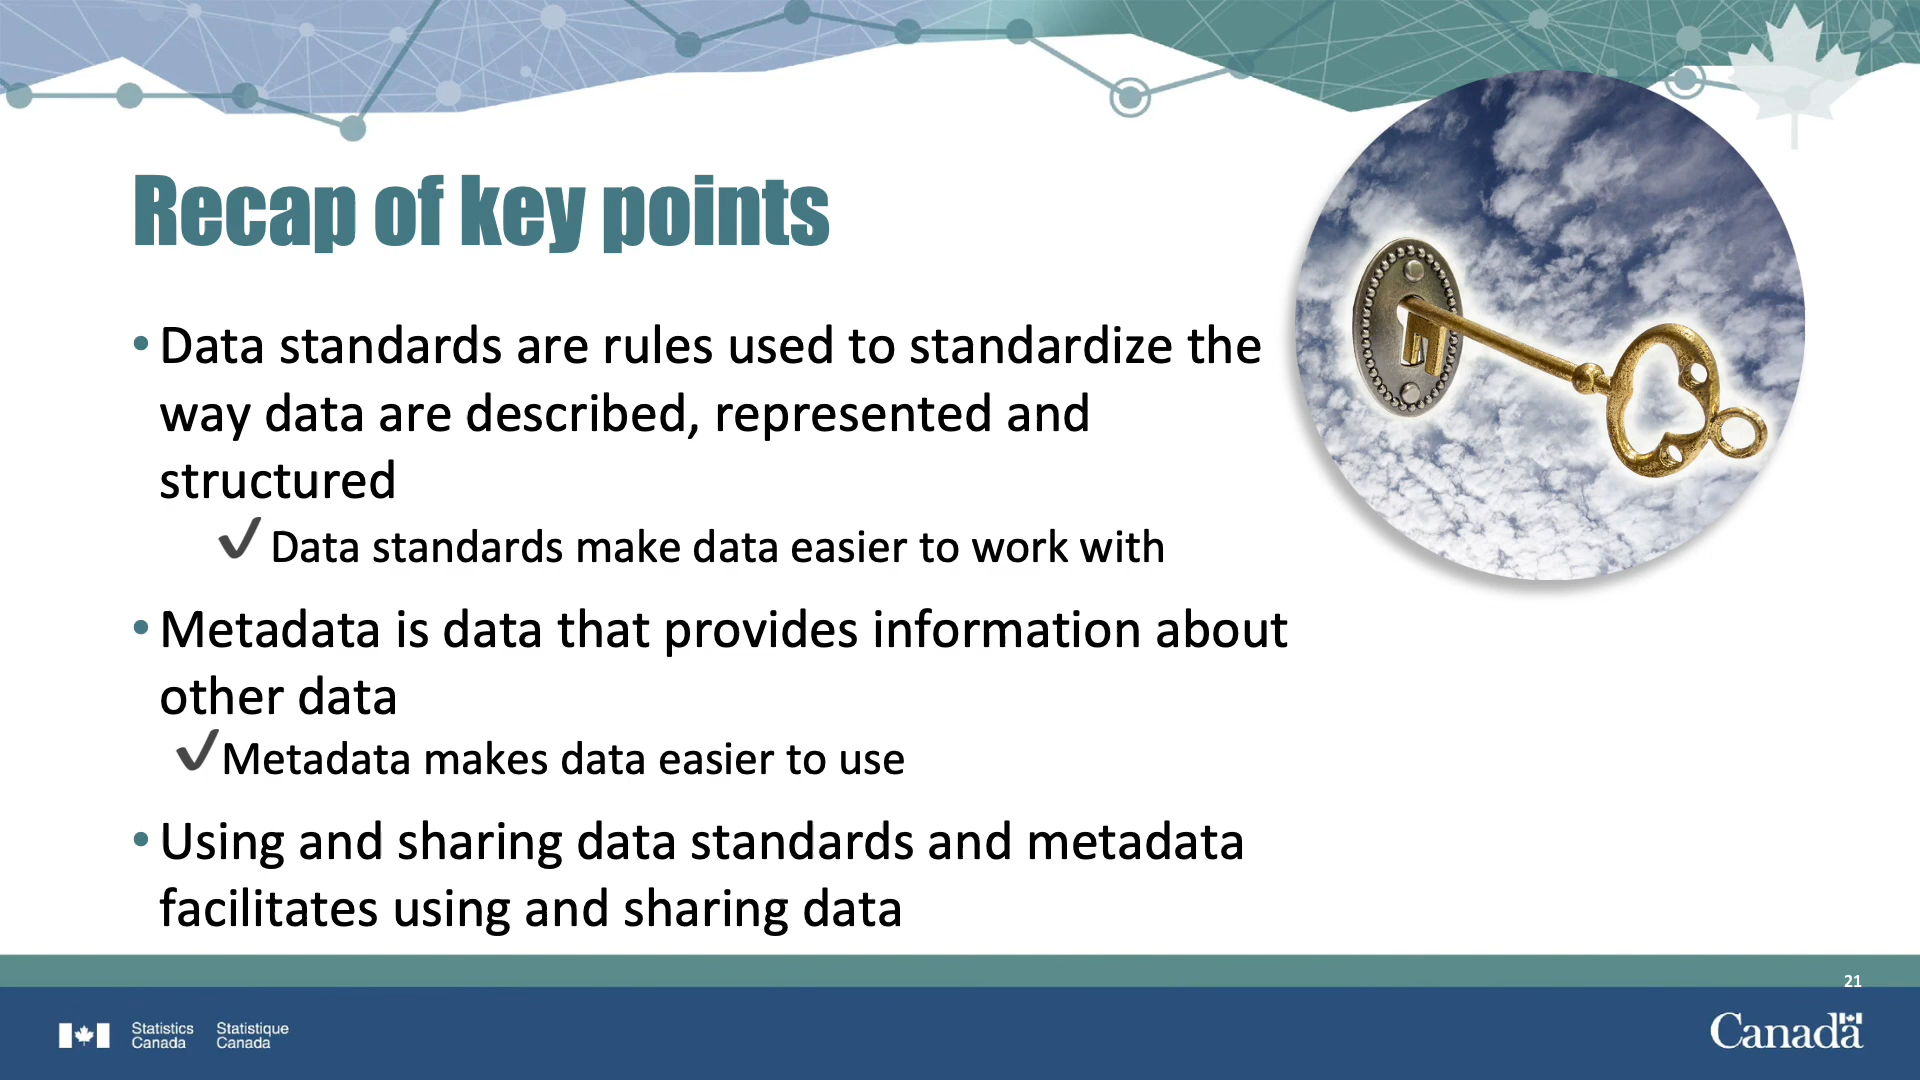 Recap of key points
• Data standards are rules used to standardize the
way data are described, represented and
structured
✓ Data standards make data easier to work with
• Metadata is data that provides information about
other data
✓ Metadata makes data easier to use
• Using and sharing data standards and metadata
facilitates using and sharing data
21
Statistics Statistique
Canada Canada
Canada